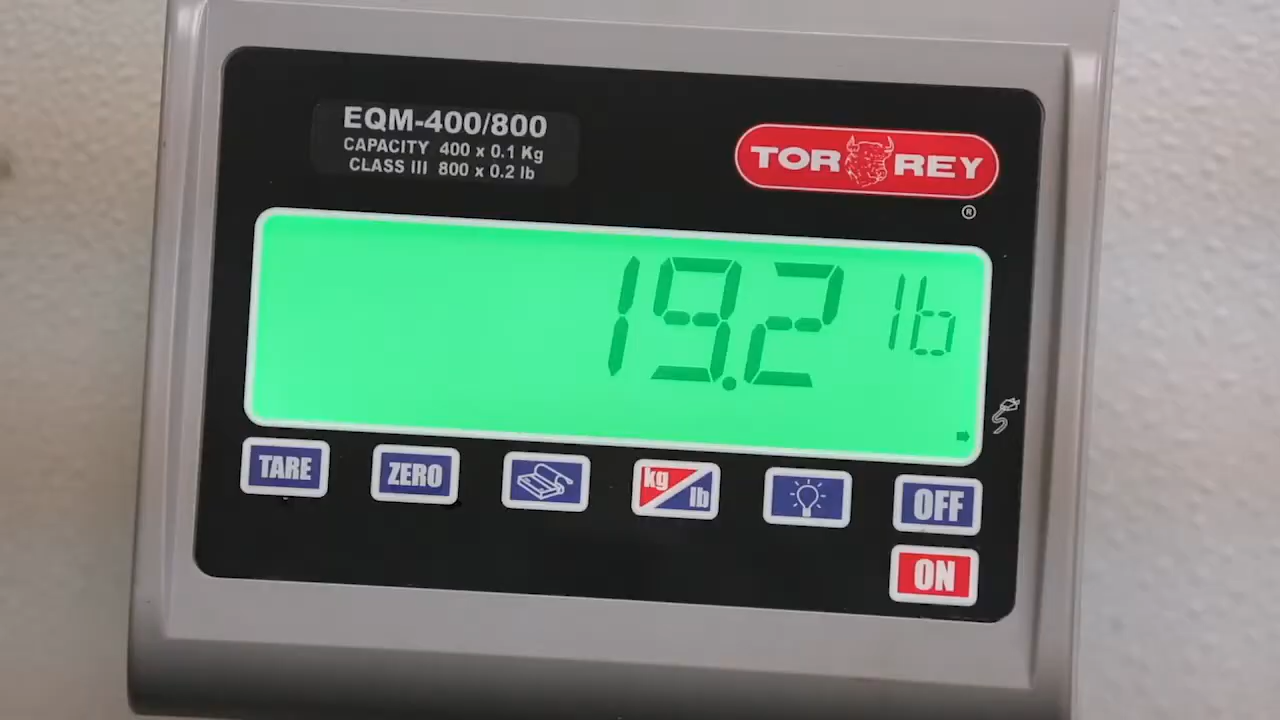 EQM-400/800
CAPACITY 400 x 0.1 Kg
CLASS III 800 x 0.2 lb
TOR REY
®
19.2 lb
TARE
ZERO
kg
lb
OFF
ON